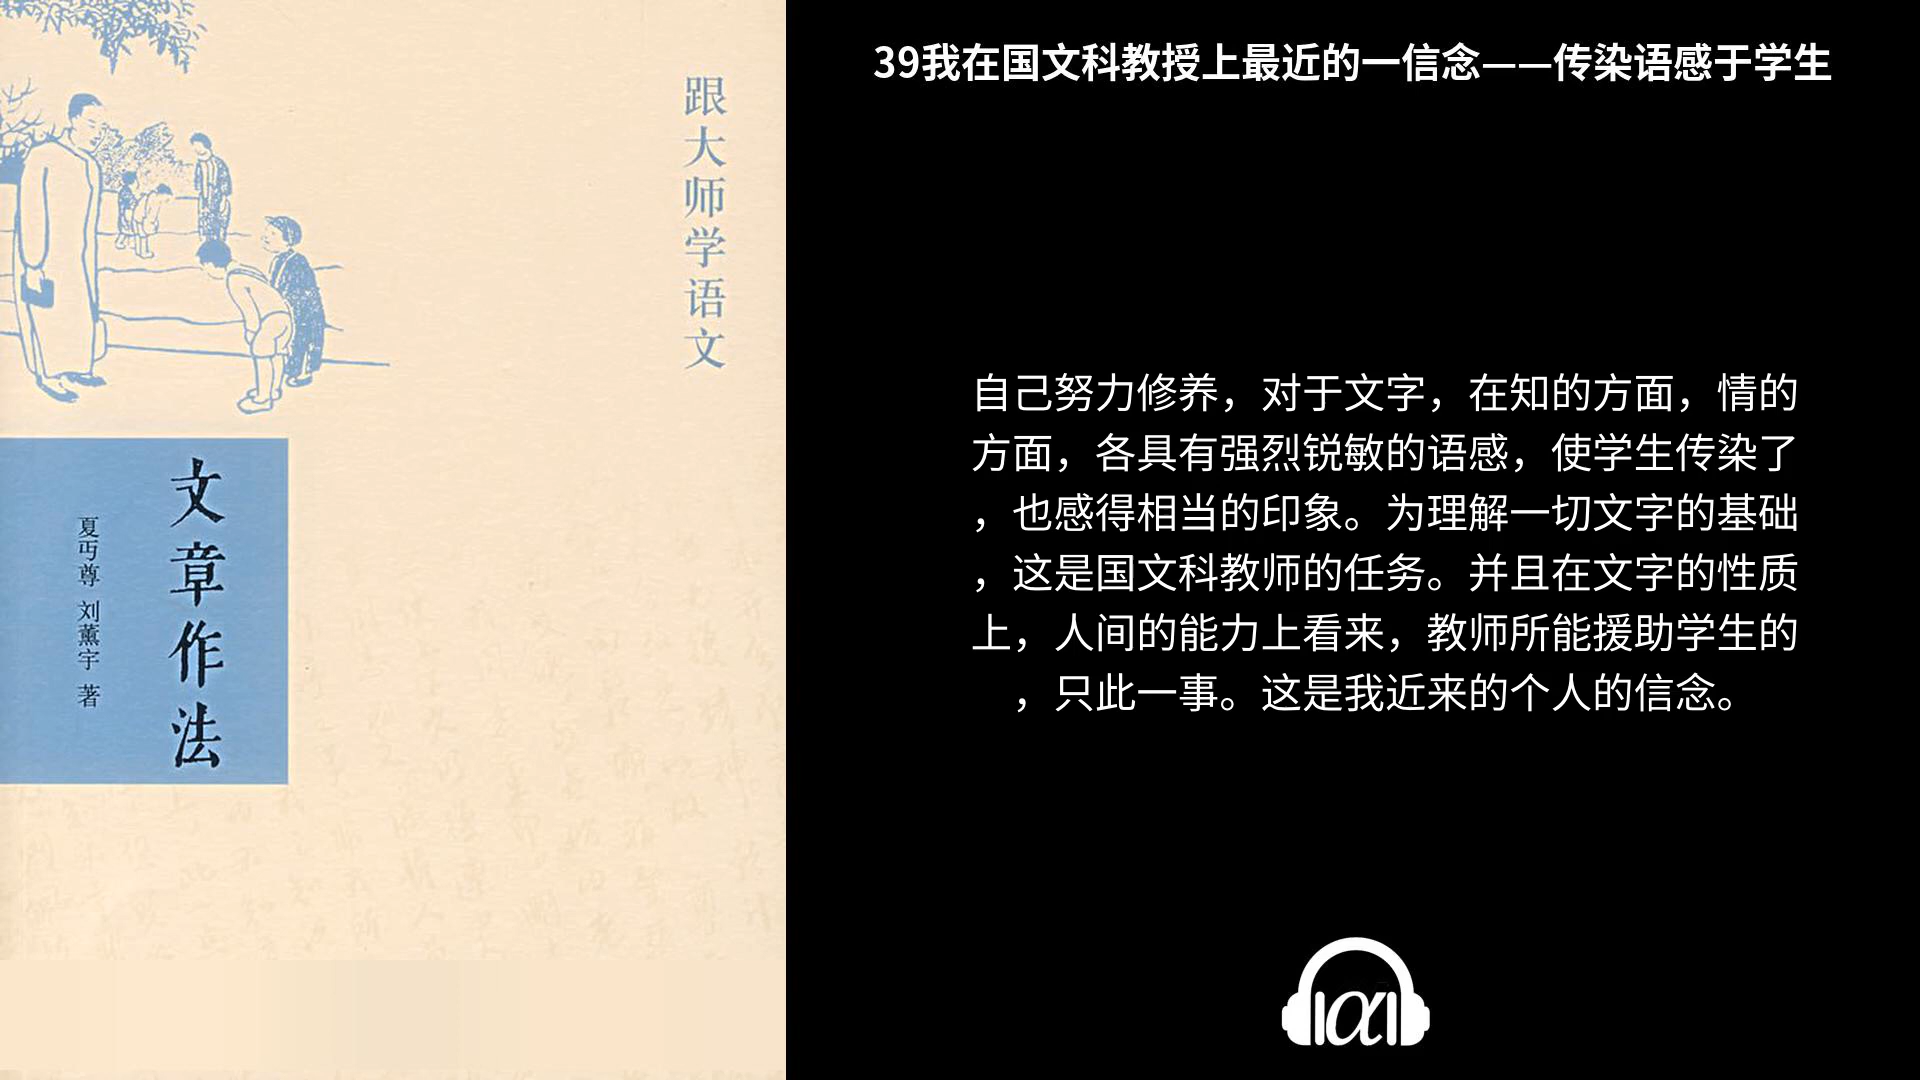 跟大师学语文
文章作法
夏丏尊 刘薰宇 著
39我在国文科教授上最近的一信念——传染语感于学生
自己努力修养，对于文字，在知的方面，情的
方面，各具有强烈锐敏的语感，使学生传染了
，也感得相当的印象。为理解一切文字的基础
，这是国文科教师的任务。并且在文字的性质
上，人间的能力上看来，教师所能援助学生的
，只此一事。这是我近来的个人的信念。